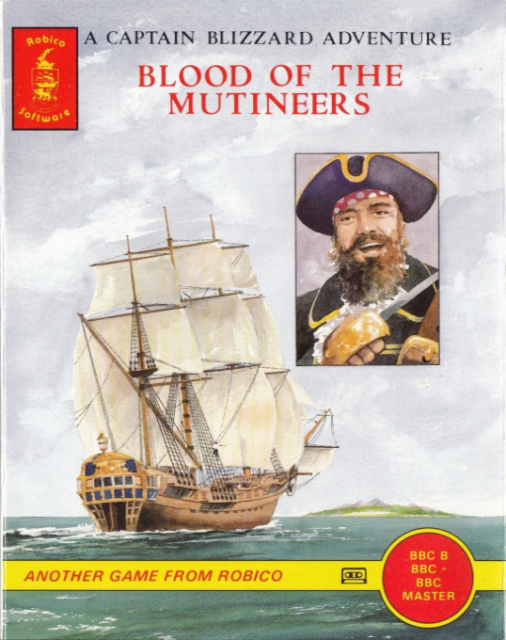 Robico
Software
A CAPTAIN BLIZZARD ADVENTURE
BLOOD OF THE
MUTINEERS
ANOTHER GAME FROM ROBICO
BBC B
BBC +
BBC
MASTER